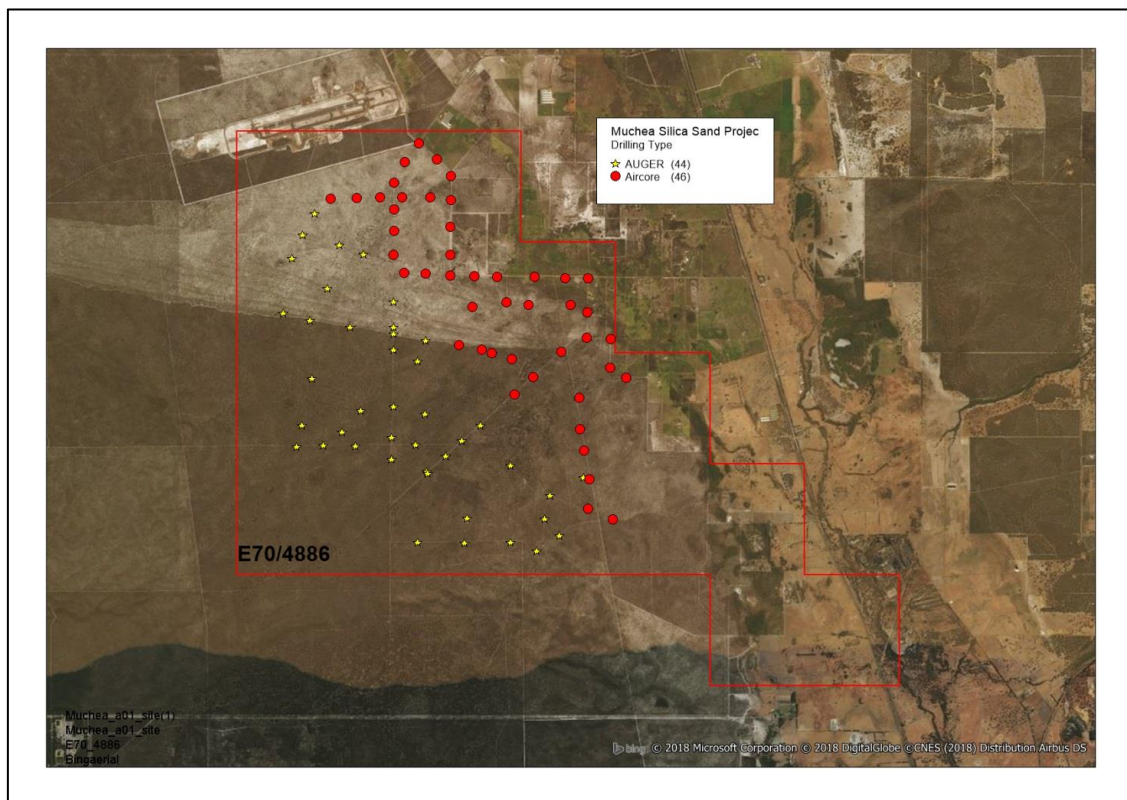 Muchea Silica Sand Projec
Drilling Type
AUGER (44)
Aircore (46)
E70/4886
Muchea_a01_site(1)
Muchea_a01_site
E70_4886
Bingaerial
bing © 2018 Microsoft Corporation © 2018 DigitalGlobe ©CNES (2018) Distribution Airbus DS